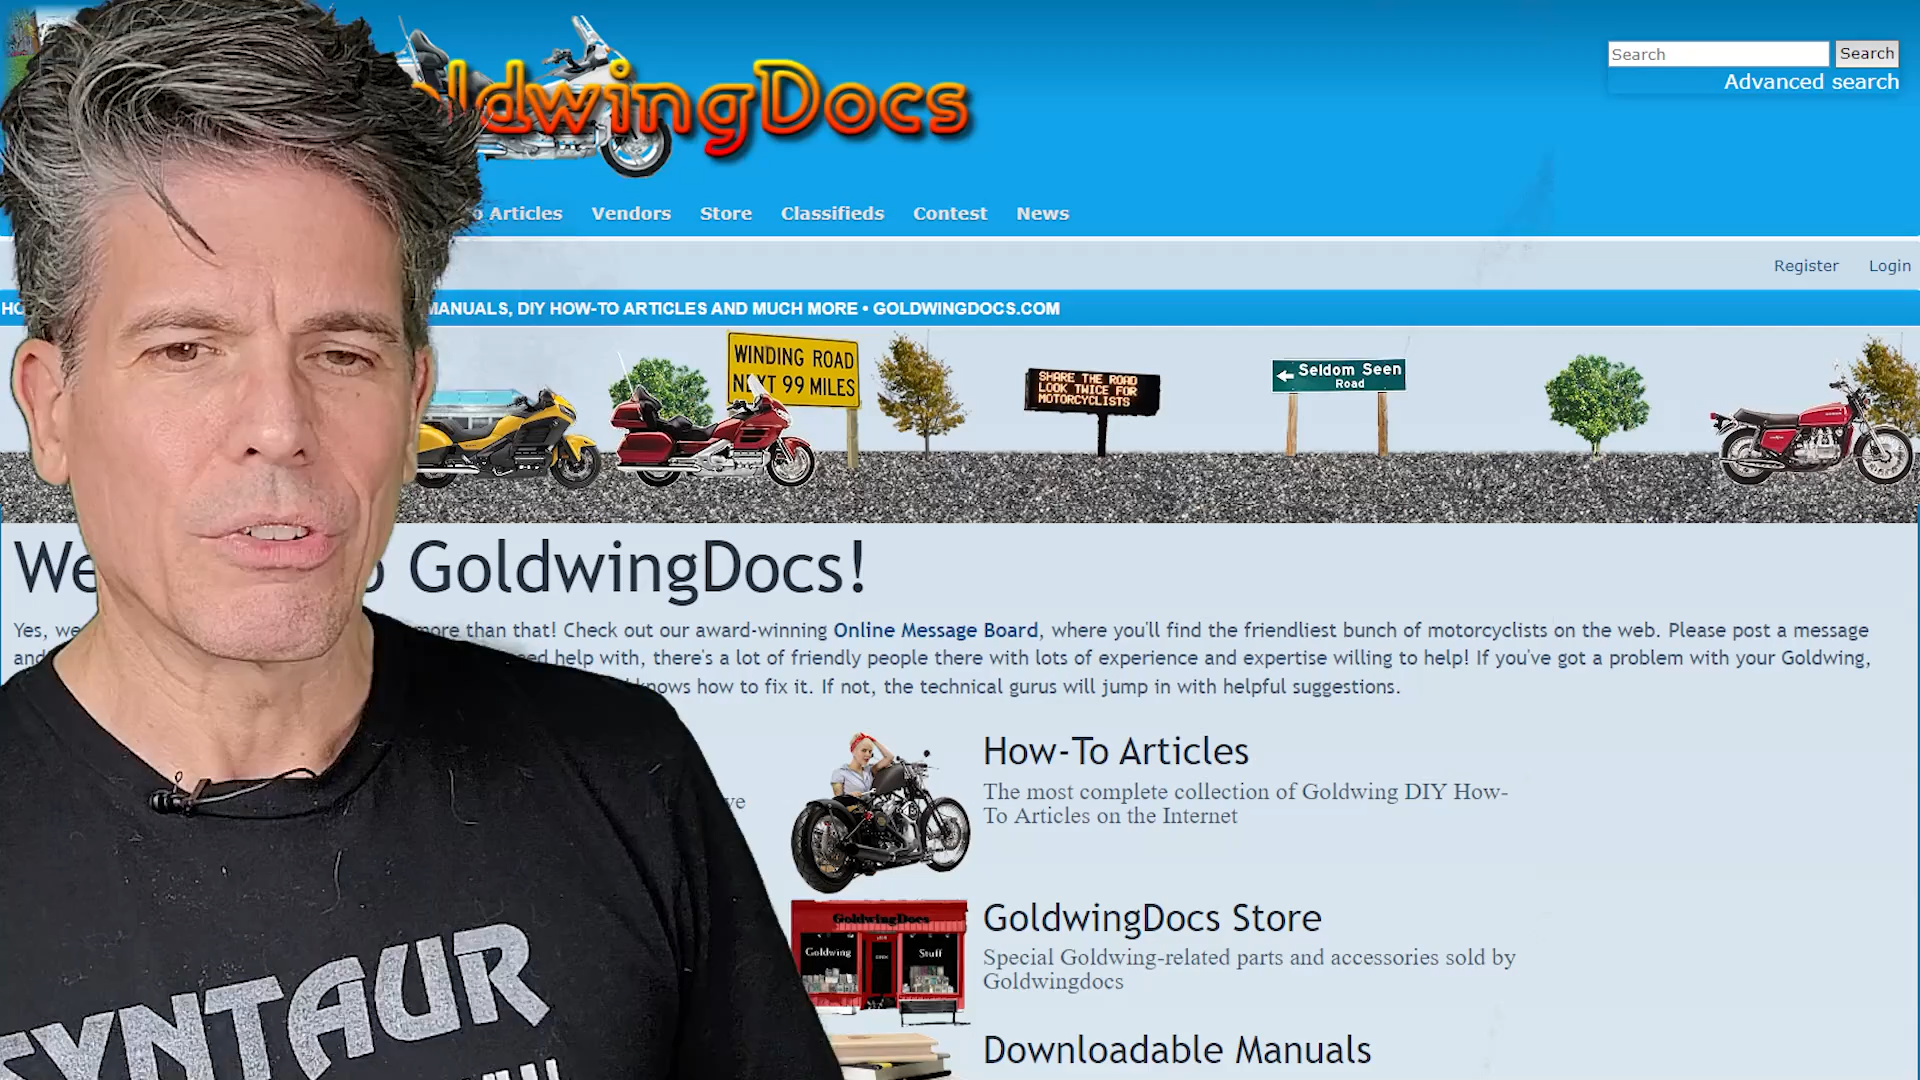 ldwingDocs
Search
Search
Advanced search
Articles
Vendors
Store
Classifieds
Contest
News
Register
Login
MANUALS, DIY HOW-TO ARTICLES AND MUCH MORE • GOLDWINGDOCS.COM
WINDING ROAD
NEXT 99 MILES
SHARE THE ROAD
LOOK TWICE FOR
MOTORCYCLISTS
Seldom Seen
Road
GoldwingDocs!
Yes, we
more than that! Check out our award-winning Online Message Board, where you'll find the friendliest bunch of motorcyclists on the web. Please post a message
help with, there's a lot of friendly people there with lots of experience and expertise willing to help! If you've got a problem with your Goldwing,
knows how to fix it. If not, the technical gurus will jump in with helpful suggestions.
How-To Articles
The most complete collection of Goldwing DIY How-
To Articles on the Internet
GoldwingDocs
Goldwing
Stuff
GoldwingDocs Store
Special Goldwing-related parts and accessories sold by
Goldwingdocs
Downloadable Manuals
SYNTAUR